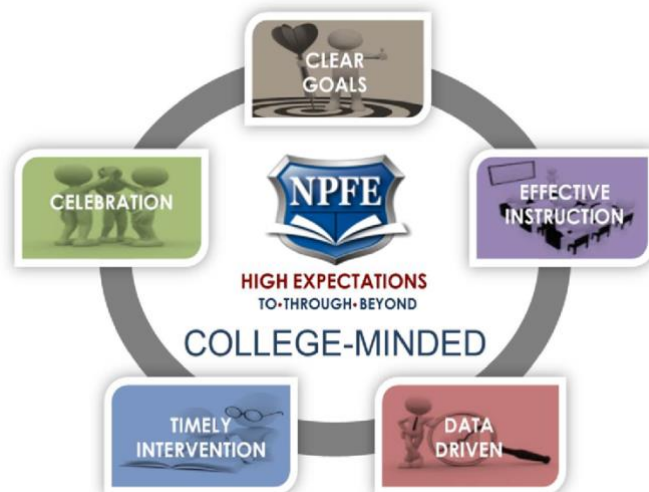 CLEAR
GOALS
CELEBRATION
NPFE
EFFECTIVE
INSTRUCTION
HIGH EXPECTATIONS
TO•THROUGH•BEYOND
COLLEGE-MINDED
TIMELY
INTERVENTION
DATA
DRIVEN